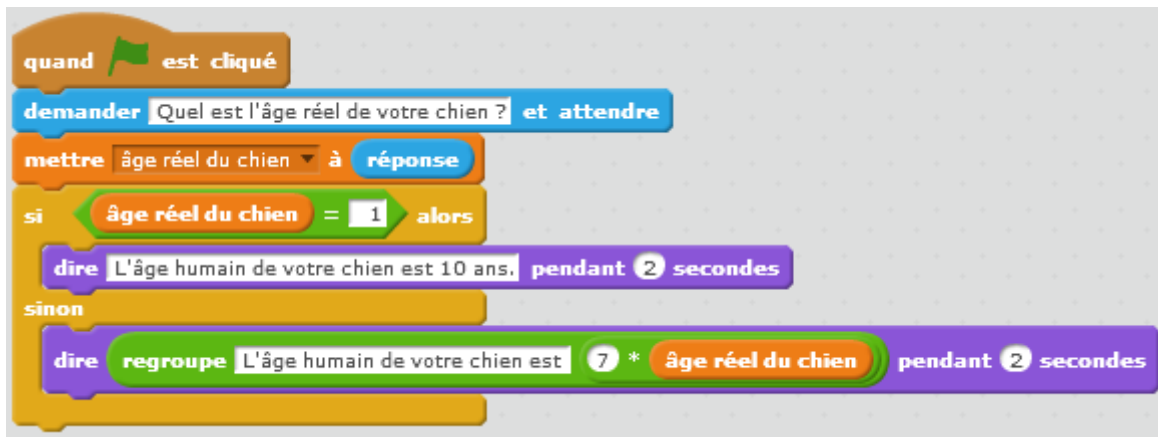 quand est cliqué
demander Quel est l'âge réel de votre chien ? et attendre
mettre âge réel du chien à réponse
si âge réel du chien = 1 alors
dire L'âge humain de votre chien est 10 ans. pendant 2 secondes
sinon
dire regroupe L'âge humain de votre chien est 7 * âge réel du chien pendant 2 secondes